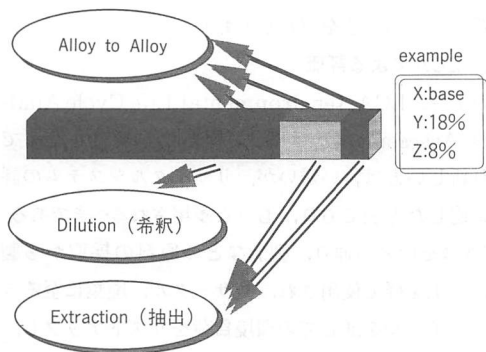 Alloy to Alloy
example
X:base
Y:18%
Z:8%
Dilution（希釈）
Extraction（抽出）